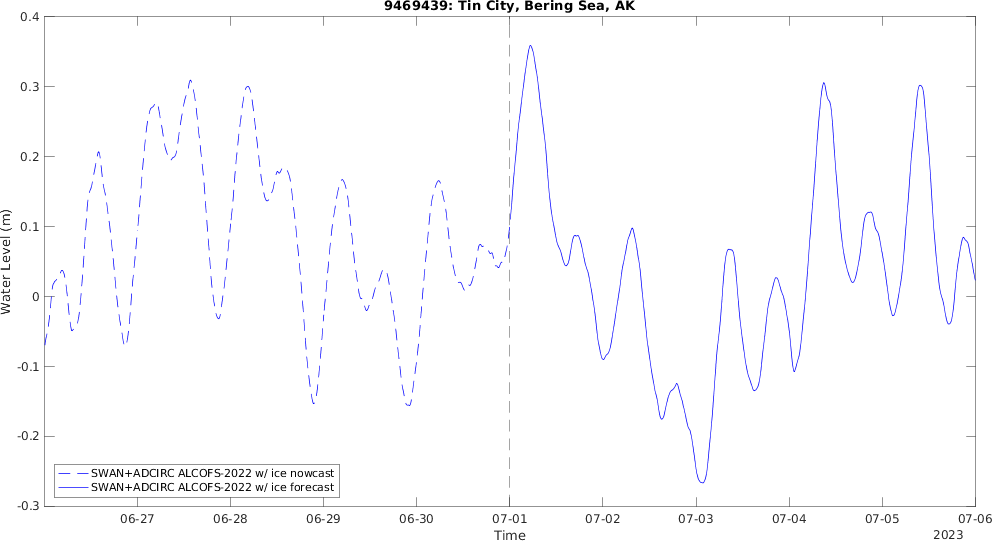 9469439: Tin City, Bering Sea, AK
Water Level (m)
0.4
0.3
0.2
0.1
0
-0.1
-0.2
-0.3
SWAN+ADCIRC ALCOFS-2022 w/ ice nowcast
SWAN+ADCIRC ALCOFS-2022 w/ ice forecast
06-27 06-28 06-29 06-30 07-01 07-02 07-03 07-04 07-05 07-06
Time
2023